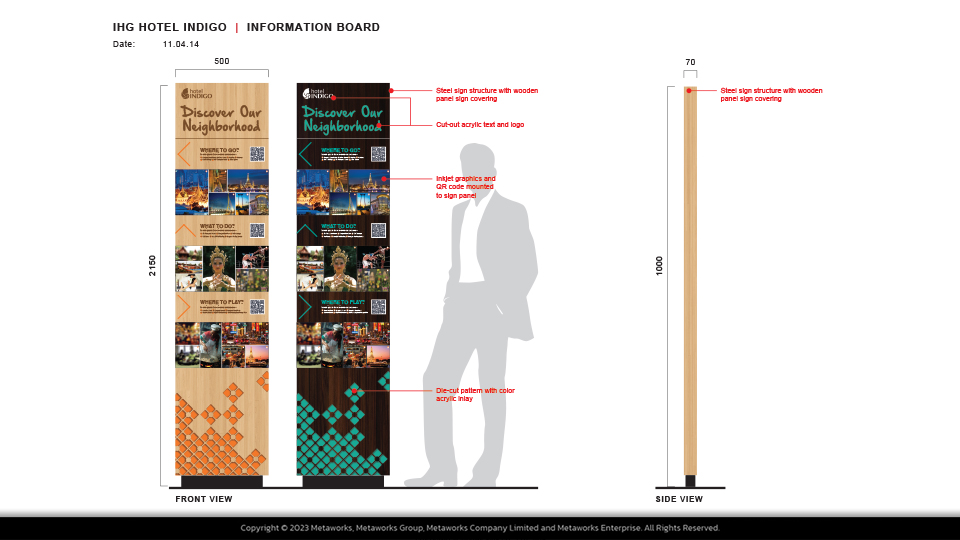 IHG HOTEL INDIGO | INFORMATION BOARD
Date: 11.04.14
500
70
2150
1000
hotel
INDIGO
Discover Our
Neighborhood
WHERE TO GO?
WHAT TO DO?
WHERE TO PLAY?
hotel
INDIGO
Discover Our
Neighborhood
WHERE TO GO?
WHAT TO DO?
WHERE TO PLAY?
Steel sign structure with wooden
panel sign covering
Cut-out acrylic text and logo
Inkjet graphics and
QR code mounted
to sign panel
Die-cut pattern with color
acrylic inlay
Steel sign structure with wooden
panel sign covering
FRONT VIEW
SIDE VIEW
Copyright © 2023 Metaworks, Metaworks Group, Metaworks Company Limited and Metaworks Enterprise. All Rights Reserved.